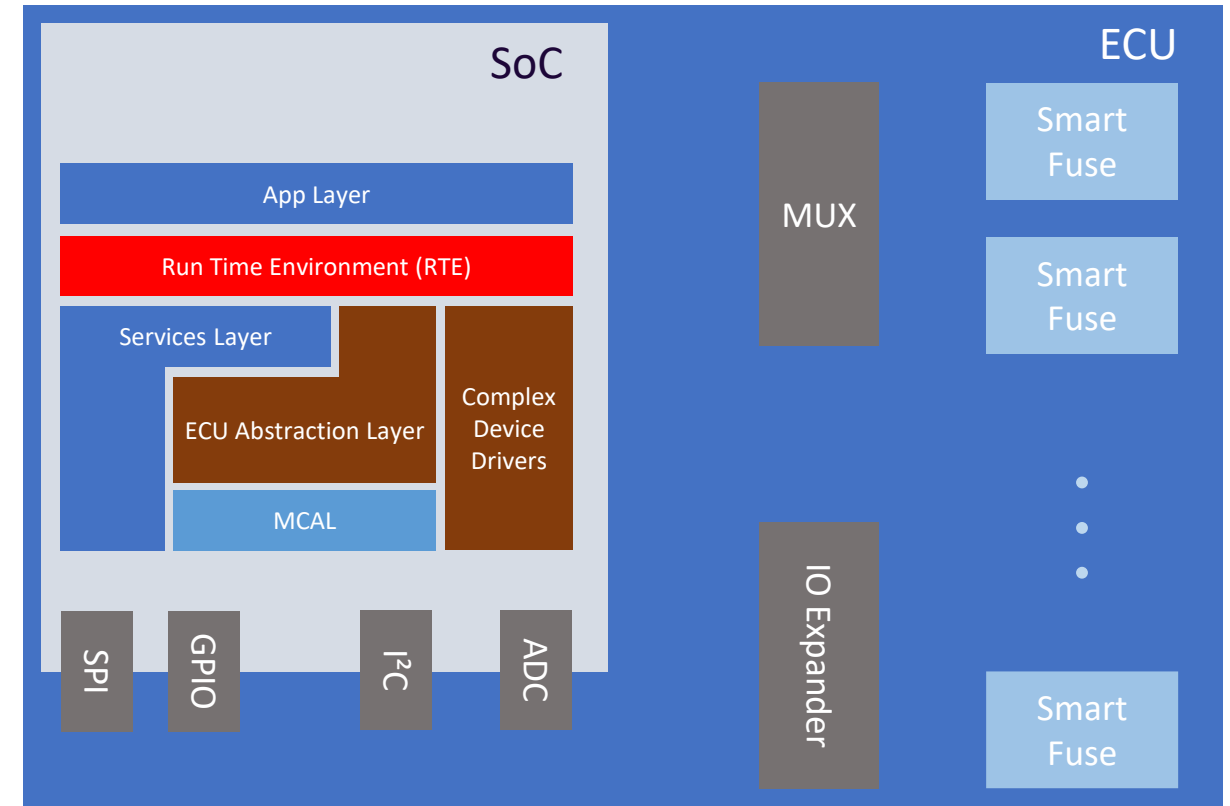 SoC
App Layer
Run Time Environment (RTE)
Services Layer
ECU Abstraction Layer
Complex
Device
Drivers
MCAL
SPI
GPIO
I²C
ADC
ECU
MUX
IO Expander
Smart
Fuse
Smart
Fuse
Smart
Fuse